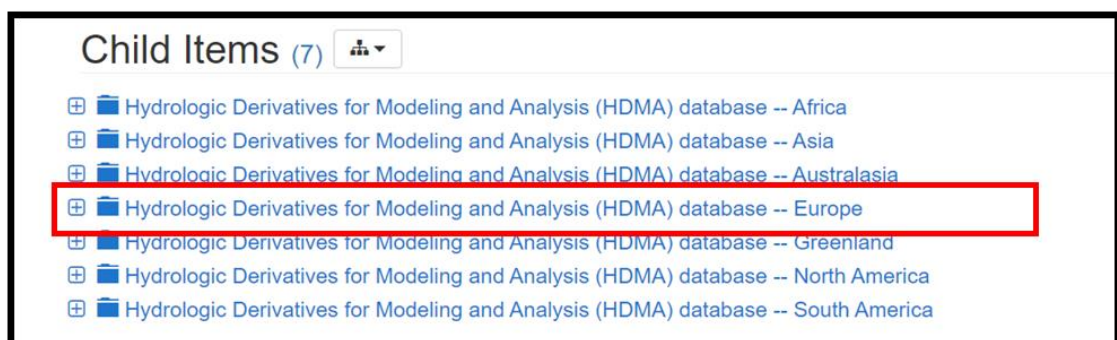 Child Items (7)
Hydrologic Derivatives for Modeling and Analysis (HDMA) database -- Africa
Hydrologic Derivatives for Modeling and Analysis (HDMA) database -- Asia
Hydrologic Derivatives for Modeling and Analysis (HDMA) database -- Australasia
Hydrologic Derivatives for Modeling and Analysis (HDMA) database -- Europe
Hydrologic Derivatives for Modeling and Analysis (HDMA) database -- Greenland
Hydrologic Derivatives for Modeling and Analysis (HDMA) database -- North America
Hydrologic Derivatives for Modeling and Analysis (HDMA) database -- South America